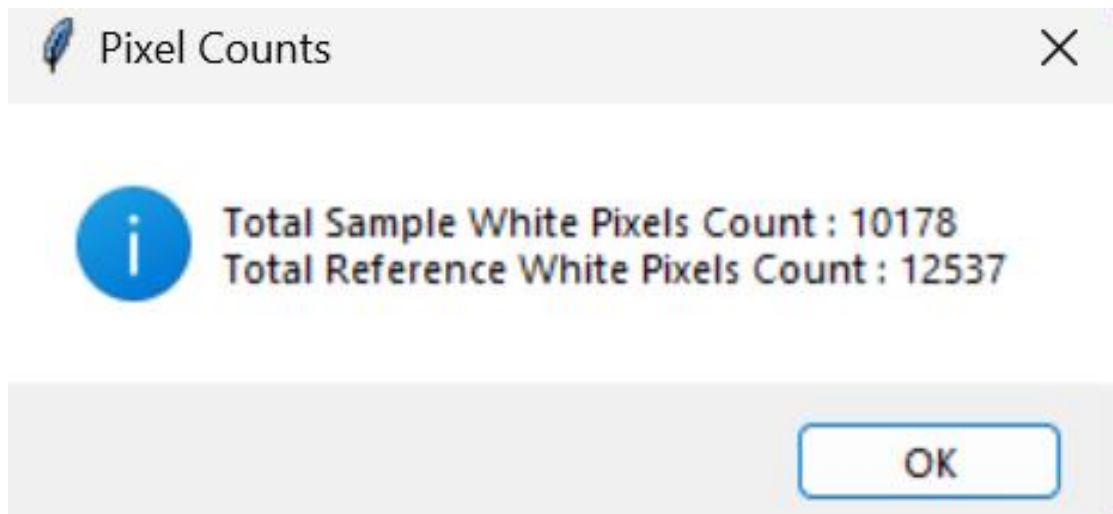 Pixel Counts
Total Sample White Pixels Count : 10178
Total Reference White Pixels Count : 12537
OK